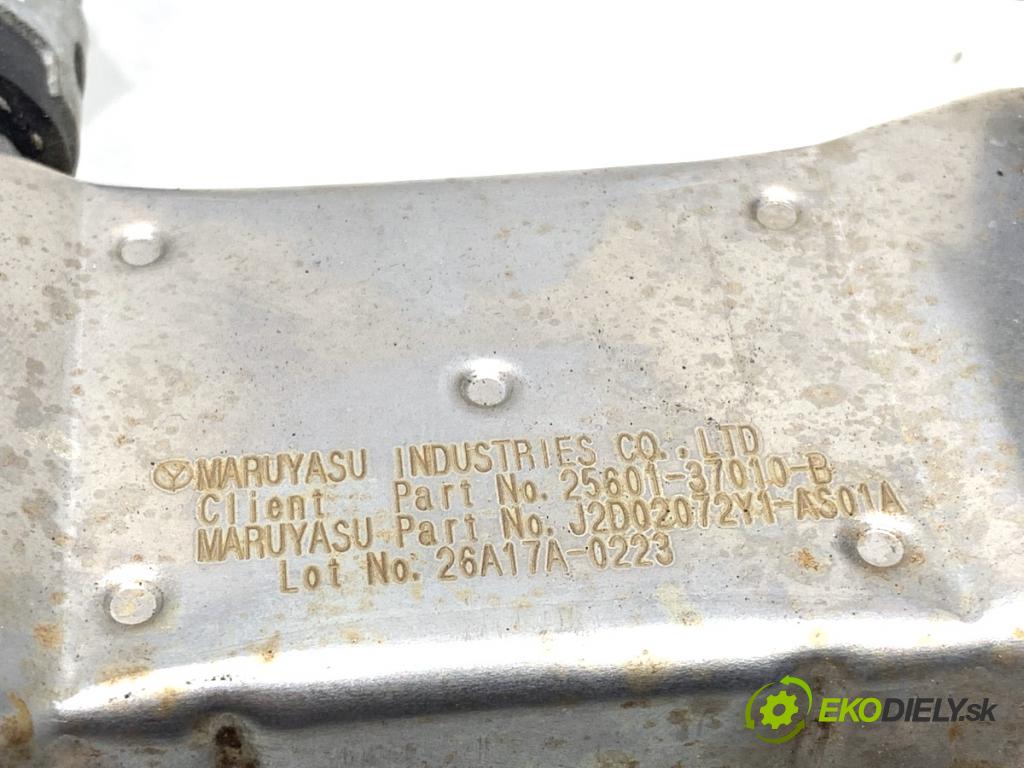 MARUYASU INDUSTRIES CO.,LTD
Client Part No. 25601-37010-B
MARUYASU Part No. J2D02072Y1-AS01A
Lot No. 26A17A-0223
EKODIELY.sk